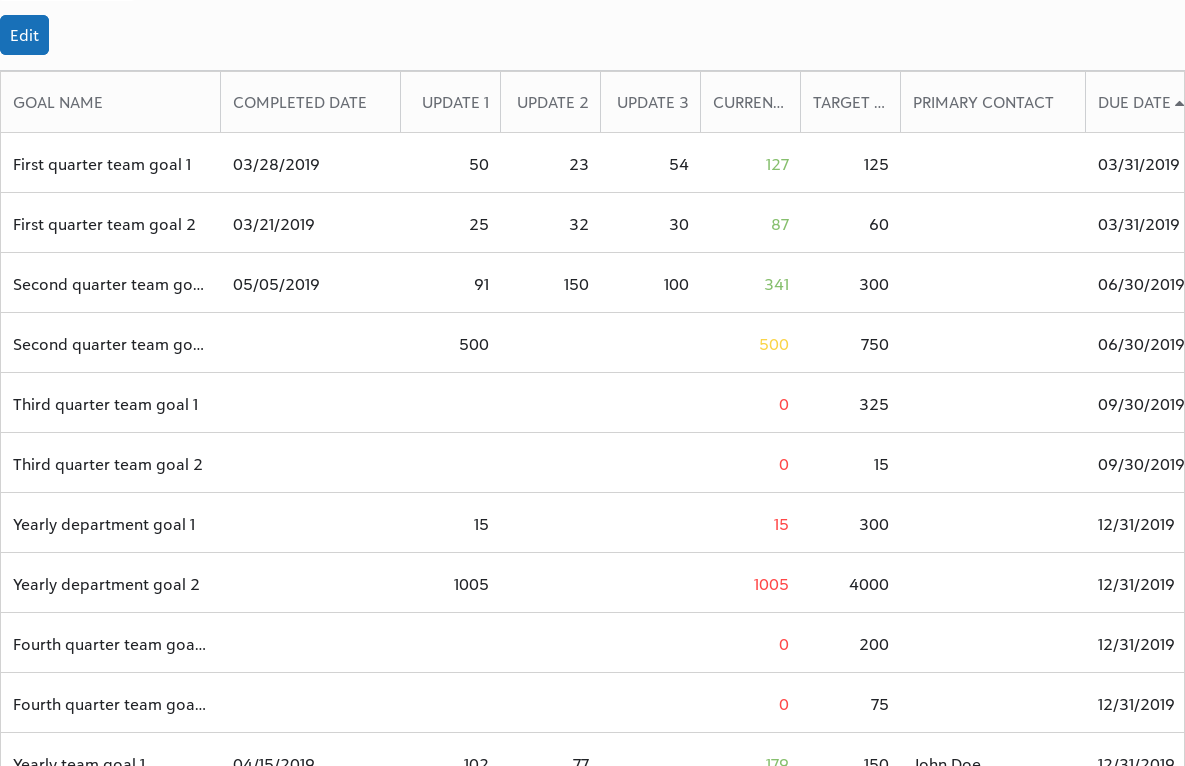 Edit
GOAL NAME COMPLETED DATE UPDATE 1 UPDATE 2 UPDATE 3 CURREN... TARGET ... PRIMARY CONTACT DUE DATE
First quarter team goal 1 03/28/2019 50 23 54 127 125 03/31/2019
First quarter team goal 2 03/21/2019 25 32 30 87 60 03/31/2019
Second quarter team go... 05/05/2019 91 150 100 341 300 06/30/2019
Second quarter team go... 500 500 750 06/30/2019
Third quarter team goal 1 0 325 09/30/2019
Third quarter team goal 2 0 15 09/30/2019
Yearly department goal 1 15 15 300 12/31/2019
Yearly department goal 2 1005 1005 4000 12/31/2019
Fourth quarter team goa... 0 200 12/31/2019
Fourth quarter team goa... 0 75 12/31/2019
Yearly team goal 1 04/15/2019 102 77 179 150 John Doe 12/31/2019